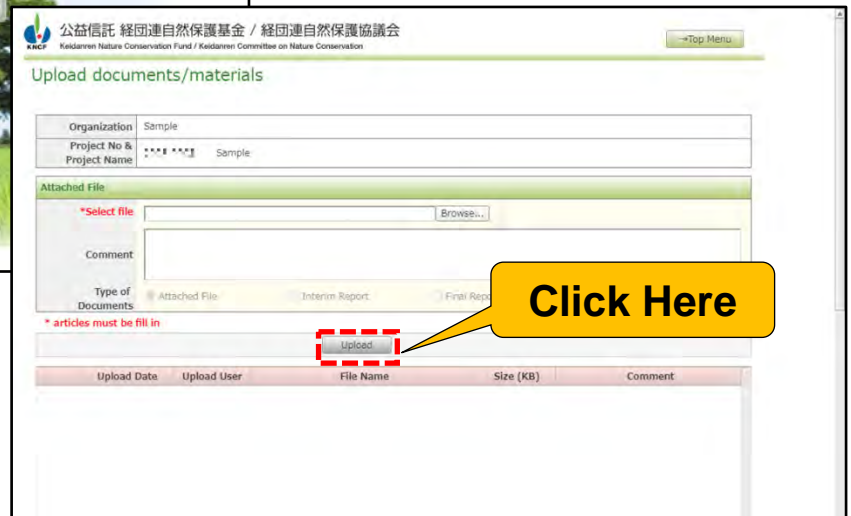 公益信託 経団連自然保護基金 / 経団連自然保護協議会
KNCF Keidanren Nature Conservation Fund / Keidanren Committee on Nature Conservation
→Top Menu
Upload documents/materials
Organization Sample
Project No &
Project Name Sample
Attached File
*Select file Browse...
Comment
Type of
Documents Attached File Interim Report Final Repo
Click Here
* articles must be fill in
Upload
Upload Date Upload User File Name Size (KB) Comment